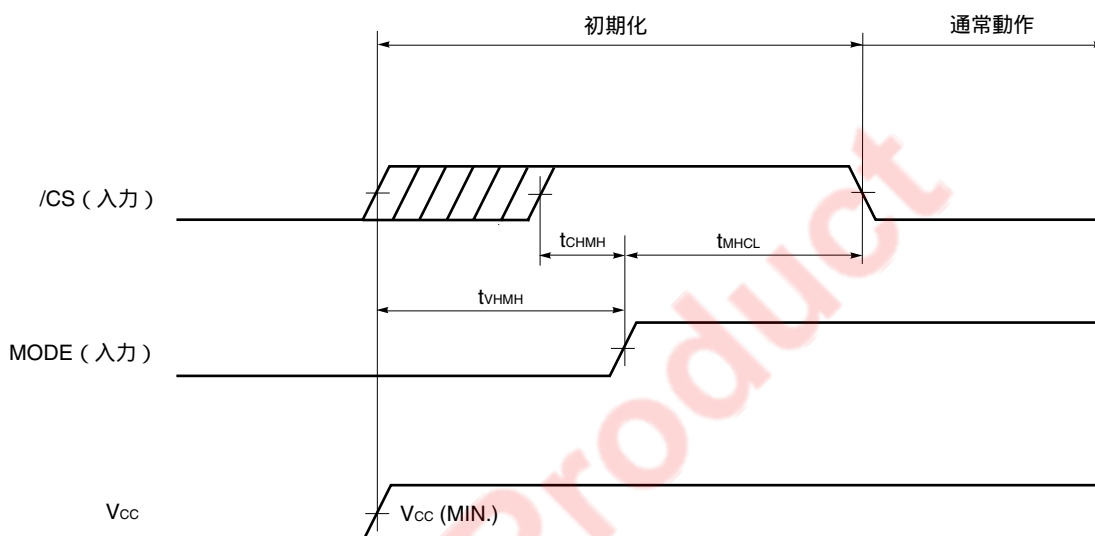 初期化
通常動作
/CS（入力）
tCHMH
tMHCL
tVHMH
MODE（入力）
VCC
VCC (MIN.)
Product